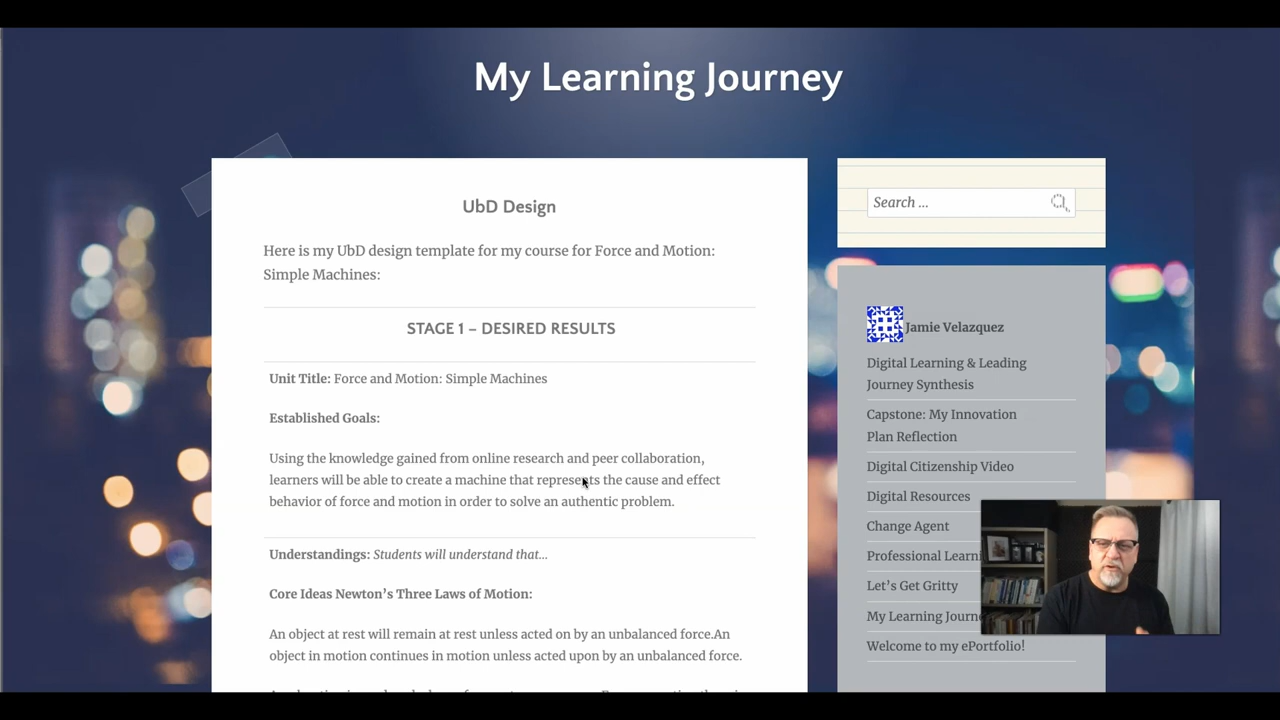 My Learning Journey
UbD Design
Here is my UbD design template for my course for Force and Motion:
Simple Machines:
STAGE 1 – DESIRED RESULTS
Unit Title: Force and Motion: Simple Machines
Established Goals:
Using the knowledge gained from online research and peer collaboration,
learners will be able to create a machine that represents the cause and effect
behavior of force and motion in order to solve an authentic problem.
Understandings: Students will understand that...
Core Ideas Newton's Three Laws of Motion:
An object at rest will remain at rest unless acted on by an unbalanced force.An
object in motion continues in motion unless acted upon by an unbalanced force.
Search ...
Jamie Velazquez
Digital Learning & Leading
Journey Synthesis
Capstone: My Innovation
Plan Reflection
Digital Citizenship Video
Digital Resources
Change Agent
Professional
Let's Get Gritty
My Learning
Welcome to my ePortfolio!